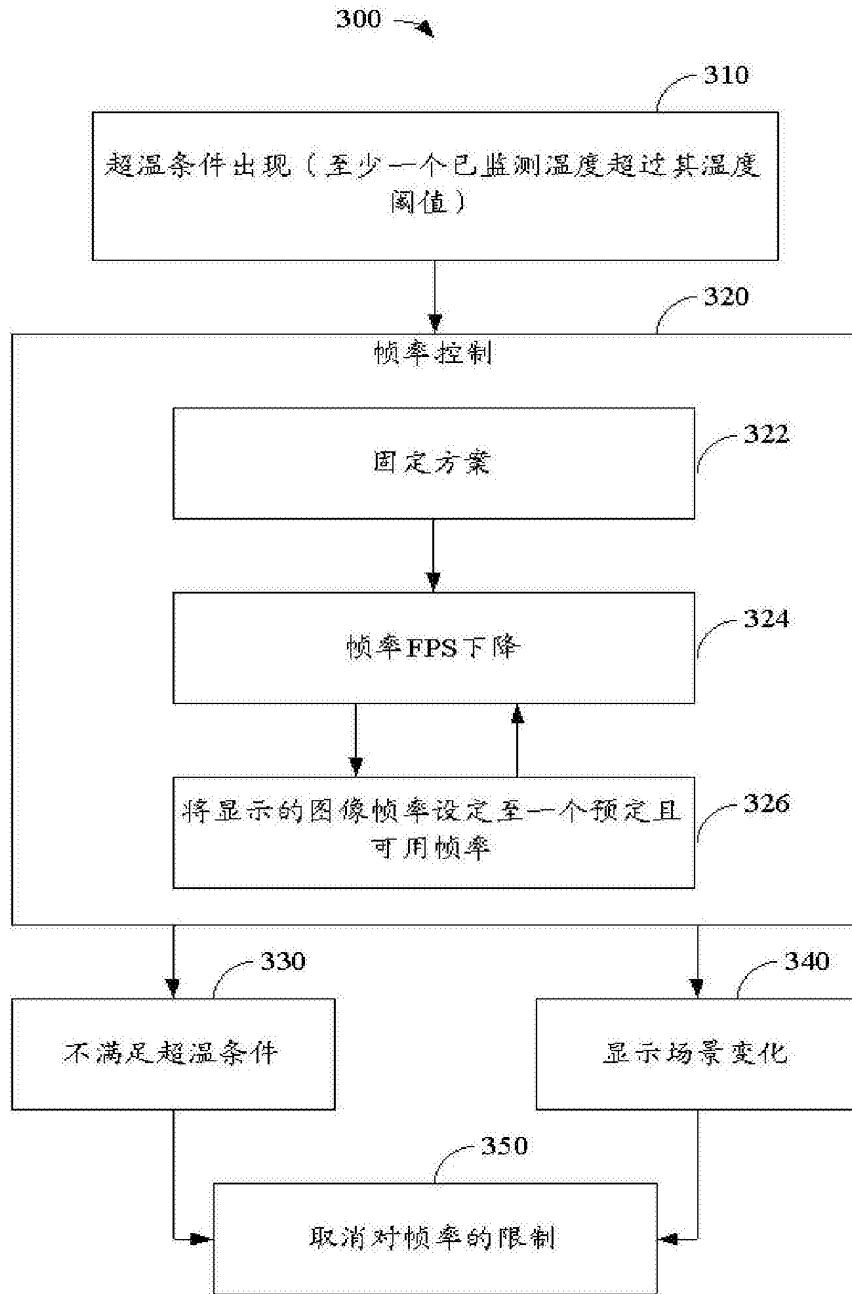 300
310
超温条件出现（至少一个已监测温度超过其温度
阈值）
320
帧率控制
322
固定方案
324
帧率FPS下降
326
将显示的图像帧率设定至一个预定且
可用帧率
330
340
不满足超温条件
显示场景变化
350
取消对帧率的限制